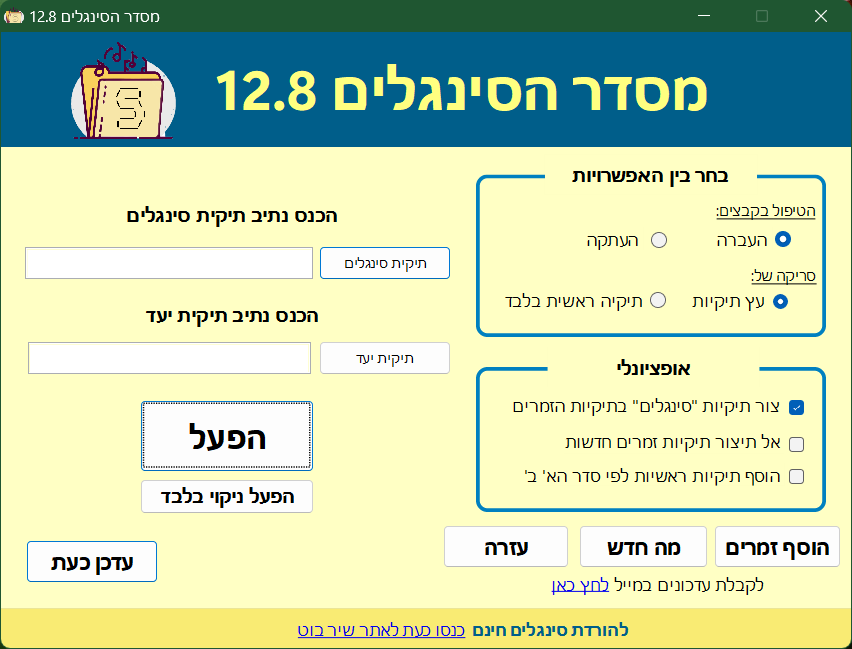 מסדר הסינגלים 12.8
מסדר הסינגלים 12.8
בחר בין האפשרויות
הטיפול בקבצים:
העברה
העתקה
סריקה של:
עץ תיקיות
תיקיה ראשית בלבד
הכנס נתיב תיקית סינגלים
תיקית סינגלים
הכנס נתיב תיקית יעד
תיקית יעד
הפעל
הפעל ניקוי בלבד
אופציונלי
צור תיקיות "סינגלים" בתיקיות הזמרים
אל תיצור תיקיות זמרים חדשות
הוסף תיקיות ראשיות לפי סדר הא' ב'
הוסף זמרים
מה חדש
עזרה
עדכן כעת
לקבלת עדכונים במייל לחץ כאן
להורדת סינגלים חינם כנסו כעת לאתר שיר בוט